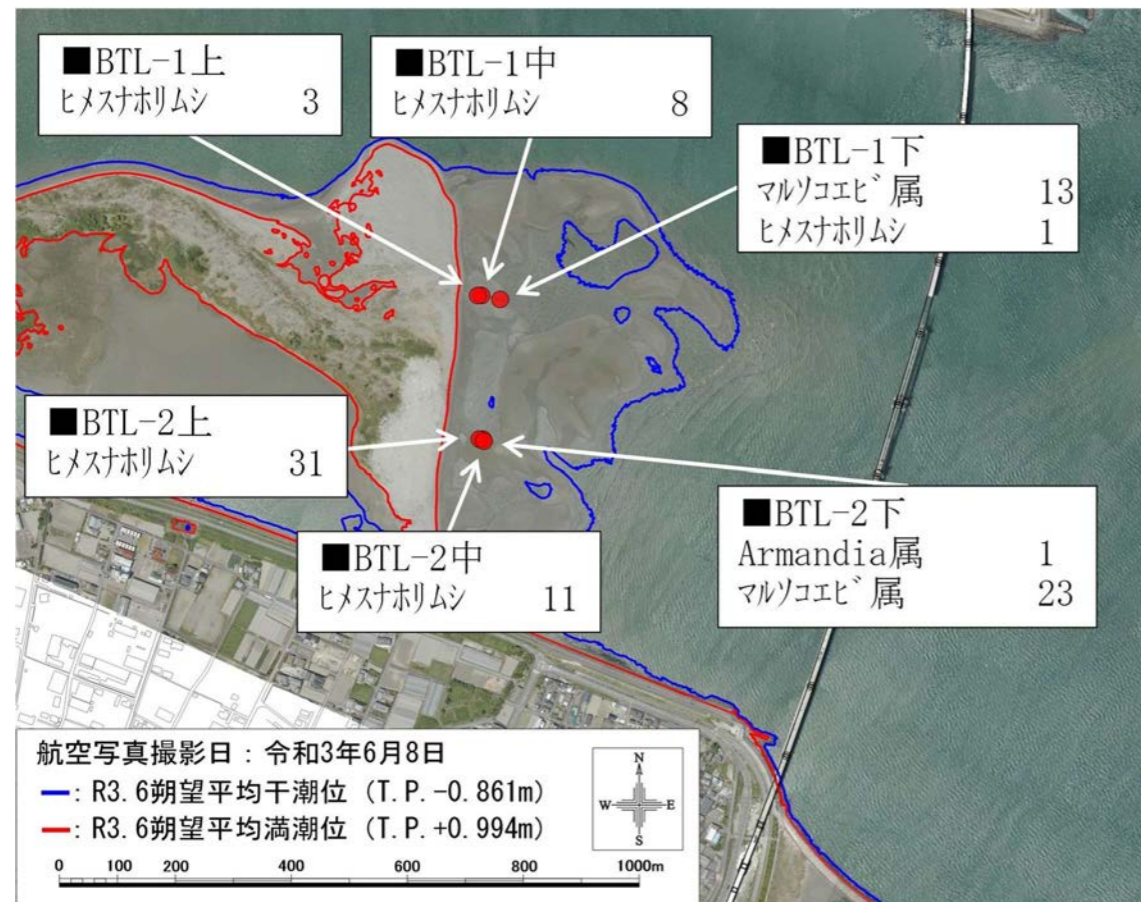 ■BTL-1上
ヒメスナホリムシ 3
■BTL-1中
ヒメスナホリムシ 8
■BTL-1下
マルソコエビ属 13
ヒメスナホリムシ 1
■BTL-2上
ヒメスナホリムシ 31
■BTL-2中
ヒメスナホリムシ 11
■BTL-2下
Armandia属 1
マルソコエビ属 23
航空写真撮影日：令和3年6月8日
：R3.6朔望平均干潮位 (T.P.-0.861m)
：R3.6朔望平均満潮位 (T.P.+0.994m)
N
W E
S
0 100 200 400 600 800 1000m